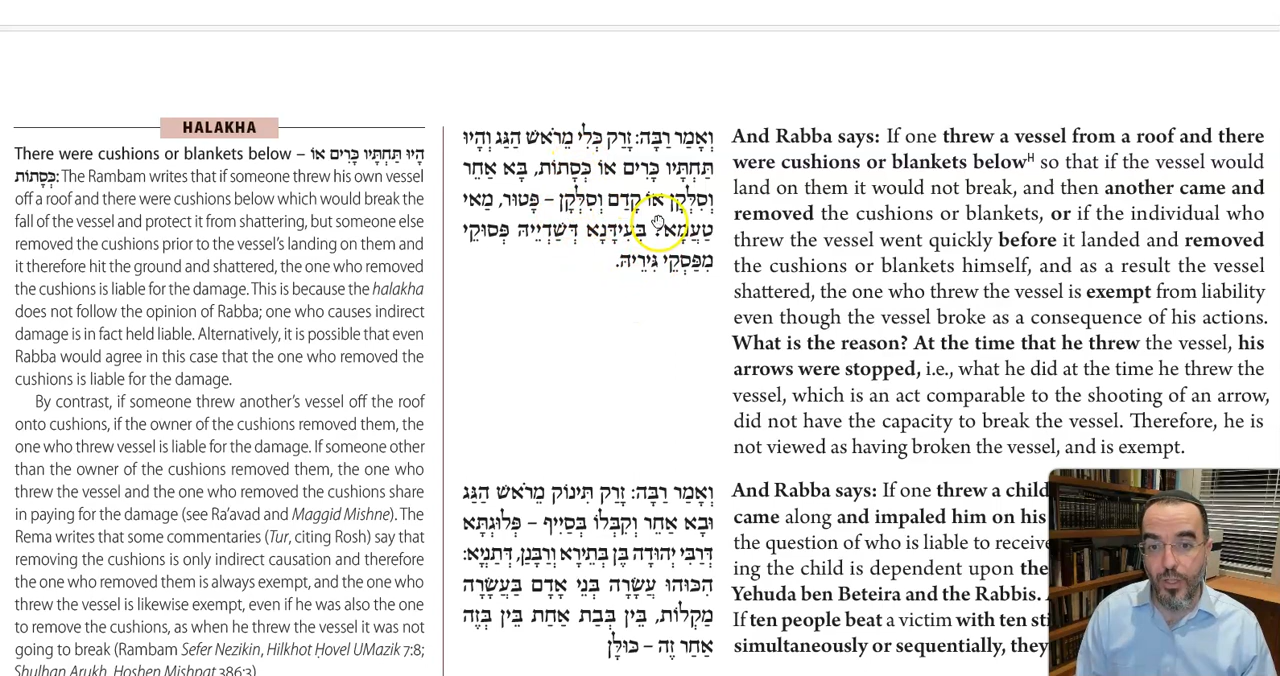 HALAKHA
There were cushions or blankets below – הָיוּ תַּחְתָּיו כָּרִים אוֹ
כְּסָתוֹת: The Rambam writes that if someone threw his own vessel
off a roof and there were cushions below which would break the
fall of the vessel and protect it from shattering, but someone else
removed the cushions prior to the vessel’s landing on them and
it therefore hit the ground and shattered, the one who removed
the cushions is liable for the damage. This is because the halakha
does not follow the opinion of Rabba; one who causes indirect
damage is in fact held liable. Alternatively, it is possible that even
Rabba would agree in this case that the one who removed the
cushions is liable for the damage.
By contrast, if someone threw another’s vessel off the roof
onto cushions, if the owner of the cushions removed them, the
one who threw vessel is liable for the damage. If someone other
than the owner of the cushions removed them, the one who
threw the vessel and the one who removed the cushions share
in paying for the damage (see Ra’avad and Maggid Mishne). The
Rema writes that some commentaries (Tur, citing Rosh) say that
removing the cushions is only indirect causation and therefore
the one who removed them is always exempt, and the one who
threw the vessel is likewise exempt, even if he was also the one
to remove the cushions, as when he threw the vessel it was not
going to break (Rambam Sefer Nezikin, Hilkhot Ḥovel UMazik 7:8;
Shulḥan Arukh, Ḥoshen Mishpat 386:3).
וְאָמַר רַבָּה: זָרַק כְּלִי מֵרֹאשׁ הַגַּג וְהָיוּ
תַּחְתָּיו כָּרִים אוֹ כְּסָתוֹת, בָּא אַחֵר
וְסִלְּקָן אוֹ קָדַם וְסִלְּקָן – פָּטוּר, מַאי
טַעְמָא? בְּעִידָּנָא דְּשַׁדְיֵיהּ פְּסוּקֵי
מִפַּסְקֵי גִּירֵיהּ.
וְאָמַר רַבָּה: זָרַק תִּינוֹק מֵרֹאשׁ הַגַּג
וּבָא אַחֵר וְקִבְּלוֹ בְּסַיִיף – פְּלוּגְתָּא
דְּרַבִּי יְהוּדָה בֶּן בְּתֵירָא וְרַבָּנַן, דְּתַנְיָא:
הִכּוּהוּ עֲשָׂרָה בְּנֵי אָדָם בַּעֲשָׂרָה
מַקְלוֹת, בֵּין בְּבַת אַחַת בֵּין בְּזֶה
אַחַר זֶה – כּוּלָּן
And Rabba says: If one threw a vessel from a roof and there
were cushions or blankets belowᴴ so that if the vessel would
land on them it would not break, and then another came and
removed the cushions or blankets, or if the individual who
threw the vessel went quickly before it landed and removed
the cushions or blankets himself, and as a result the vessel
shattered, the one who threw the vessel is exempt from liability
even though the vessel broke as a consequence of his actions.
What is the reason? At the time that he threw the vessel, his
arrows were stopped, i.e., what he did at the time he threw the
vessel, which is an act comparable to the shooting of an arrow,
did not have the capacity to break the vessel. Therefore, he is
not viewed as having broken the vessel, and is exempt.
And Rabba says: If one threw a child
came along and impaled him on his
the question of who is liable to receive
ing the child is dependent upon the
Yehuda ben Beteira and the Rabbis.
If ten people beat a victim with ten sti
simultaneously or sequentially, they